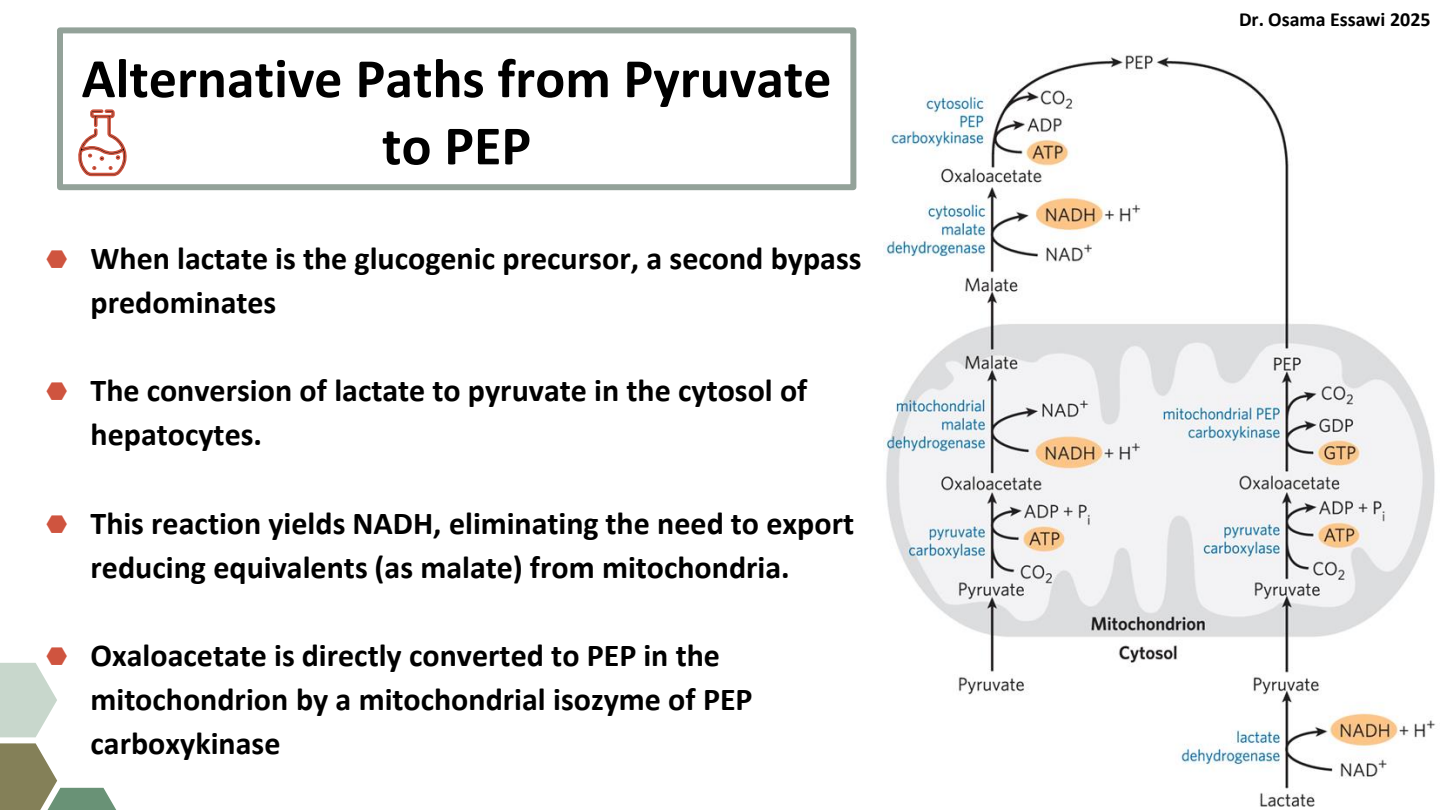 Dr. Osama Essawi 2025
Alternative Paths from Pyruvate
to PEP
When lactate is the glucogenic precursor, a second bypass
predominates
The conversion of lactate to pyruvate in the cytosol of
hepatocytes.
This reaction yields NADH, eliminating the need to export
reducing equivalents (as malate) from mitochondria.
Oxaloacetate is directly converted to PEP in the
mitochondrion by a mitochondrial isozyme of PEP
carboxykinase
PEP
cytosolic
PEP
carboxykinase
CO₂
ADP
ATP
Oxaloacetate
cytosolic
malate
dehydrogenase
NADH + H⁺
NAD⁺
Malate
Malate
mitochondrial
malate
dehydrogenase
NAD⁺
NADH + H⁺
Oxaloacetate
pyruvate
carboxylase
ADP + Pᵢ
ATP
CO₂
Pyruvate
Pyruvate
PEP
mitochondrial PEP
carboxykinase
CO₂
GDP
GTP
Oxaloacetate
pyruvate
carboxylase
ADP + Pᵢ
ATP
CO₂
Pyruvate
Mitochondrion
Cytosol
Pyruvate
lactate
dehydrogenase
NADH + H⁺
NAD⁺
Lactate